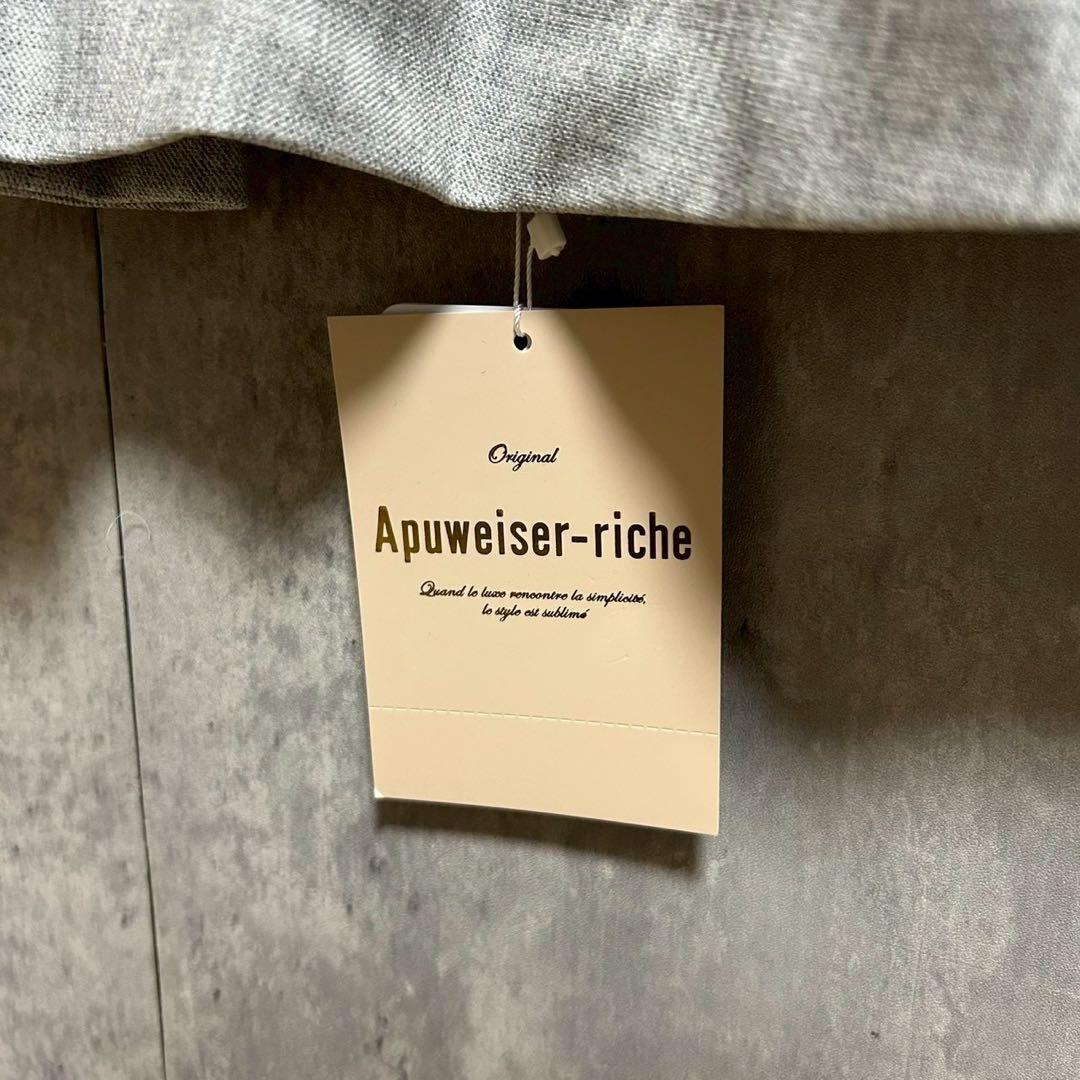 Original
Apuweiser-riche
Quand le luxe rencontre la simplicité,
le style est sublimé